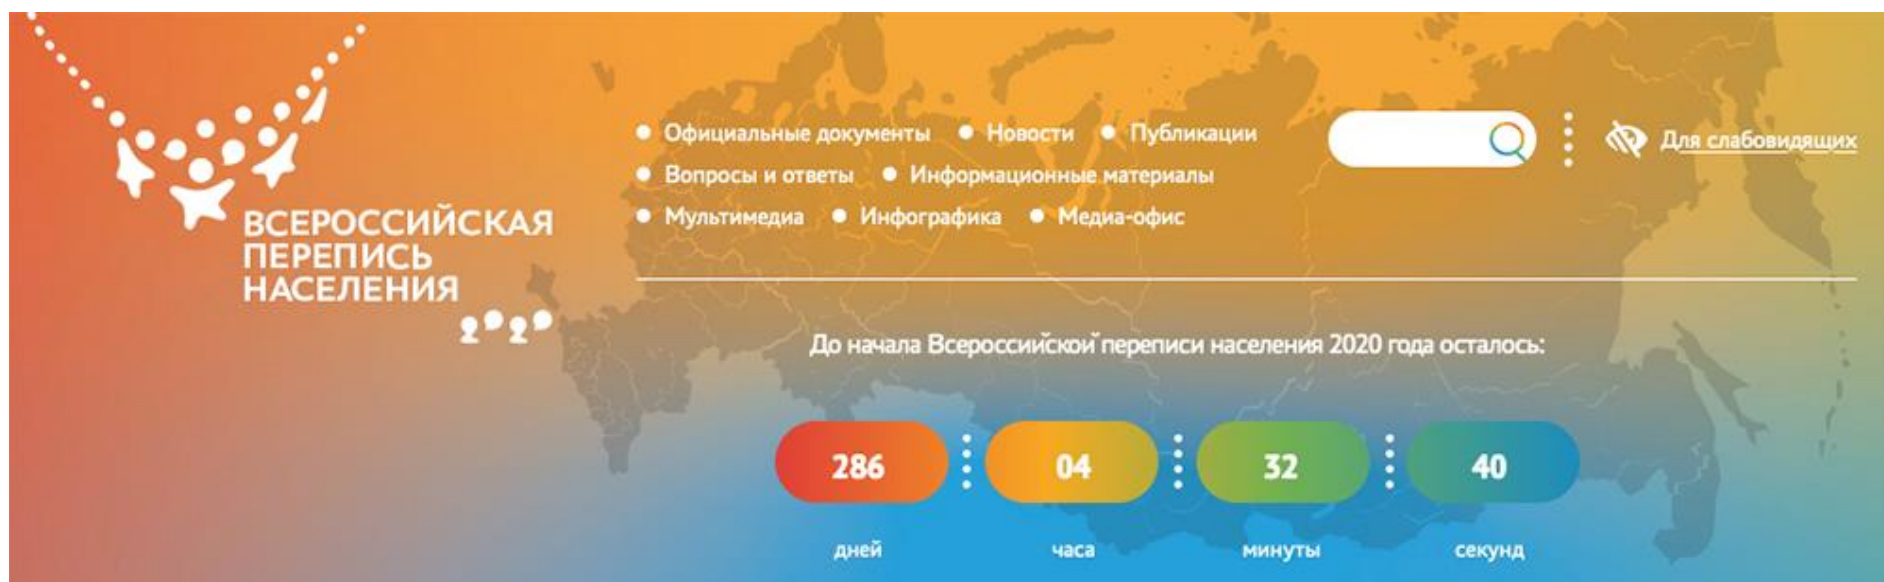 ВСЕРОССИЙСКАЯ
ПЕРЕПИСЬ
НАСЕЛЕНИЯ
2020
Официальные документы Новости Публикации
Вопросы и ответы Информационные материалы
Мультимедиа Инфографика Медиа-офис
Для слабовидящих
До начала Всероссийской переписи населения 2020 года осталось:
286 04 32 40
дней часа минуты секунд